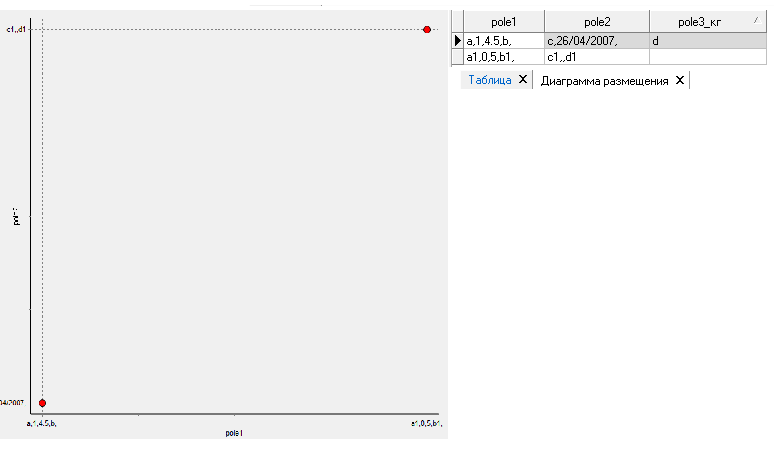 c1,,d1
04/2007
a,1,4.5,b,
a1,0,5,b1,
pole1
pole1 pole2 pole3_кг
a,1,4.5,b, c,26/04/2007, d
a1,0,5,b1, c1,,d1
Таблица X Диаграмма размещения X